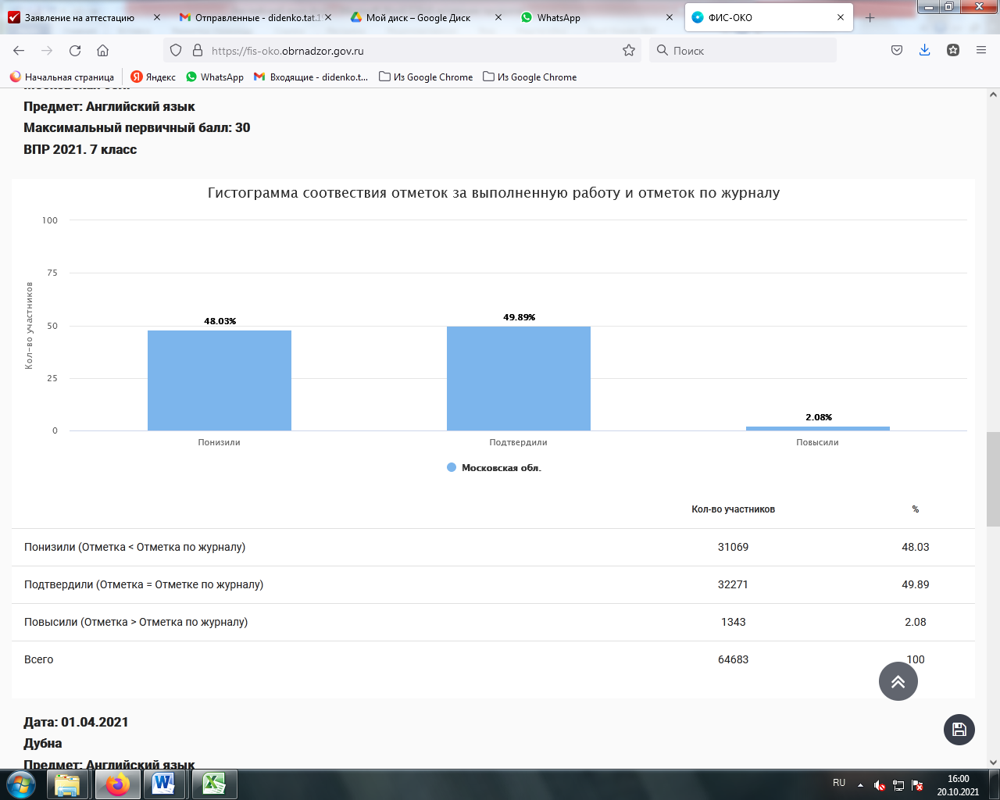 Заявление на аттестацию
Отправленные - didenko.tat.1
Мой диск – Google Диск
WhatsApp
ФИС-ОКО
https://fis-oko.obrnadzor.gov.ru
Поиск
Начальная страница
Яндекс
WhatsApp
Входящие - didenko.t...
Из Google Chrome
Из Google Chrome
Предмет: Английский язык
Максимальный первичный балл: 30
ВПР 2021. 7 класс
Гистограмма соотвествия отметок за выполненную работу и отметок по журналу
100
75
50
25
0
Кол-во участников
48.03%
49.89%
2.08%
Понизили
Подтвердили
Повысили
Московская обл.
Кол-во участников %
Понизили (Отметка < Отметка по журналу) 31069 48.03
Подтвердили (Отметка = Отметке по журналу) 32271 49.89
Повысили (Отметка > Отметка по журналу) 1343 2.08
Всего 64683 100
Дата: 01.04.2021
Дубна
Предмет: Английский язык
RU
16:00
20.10.2021